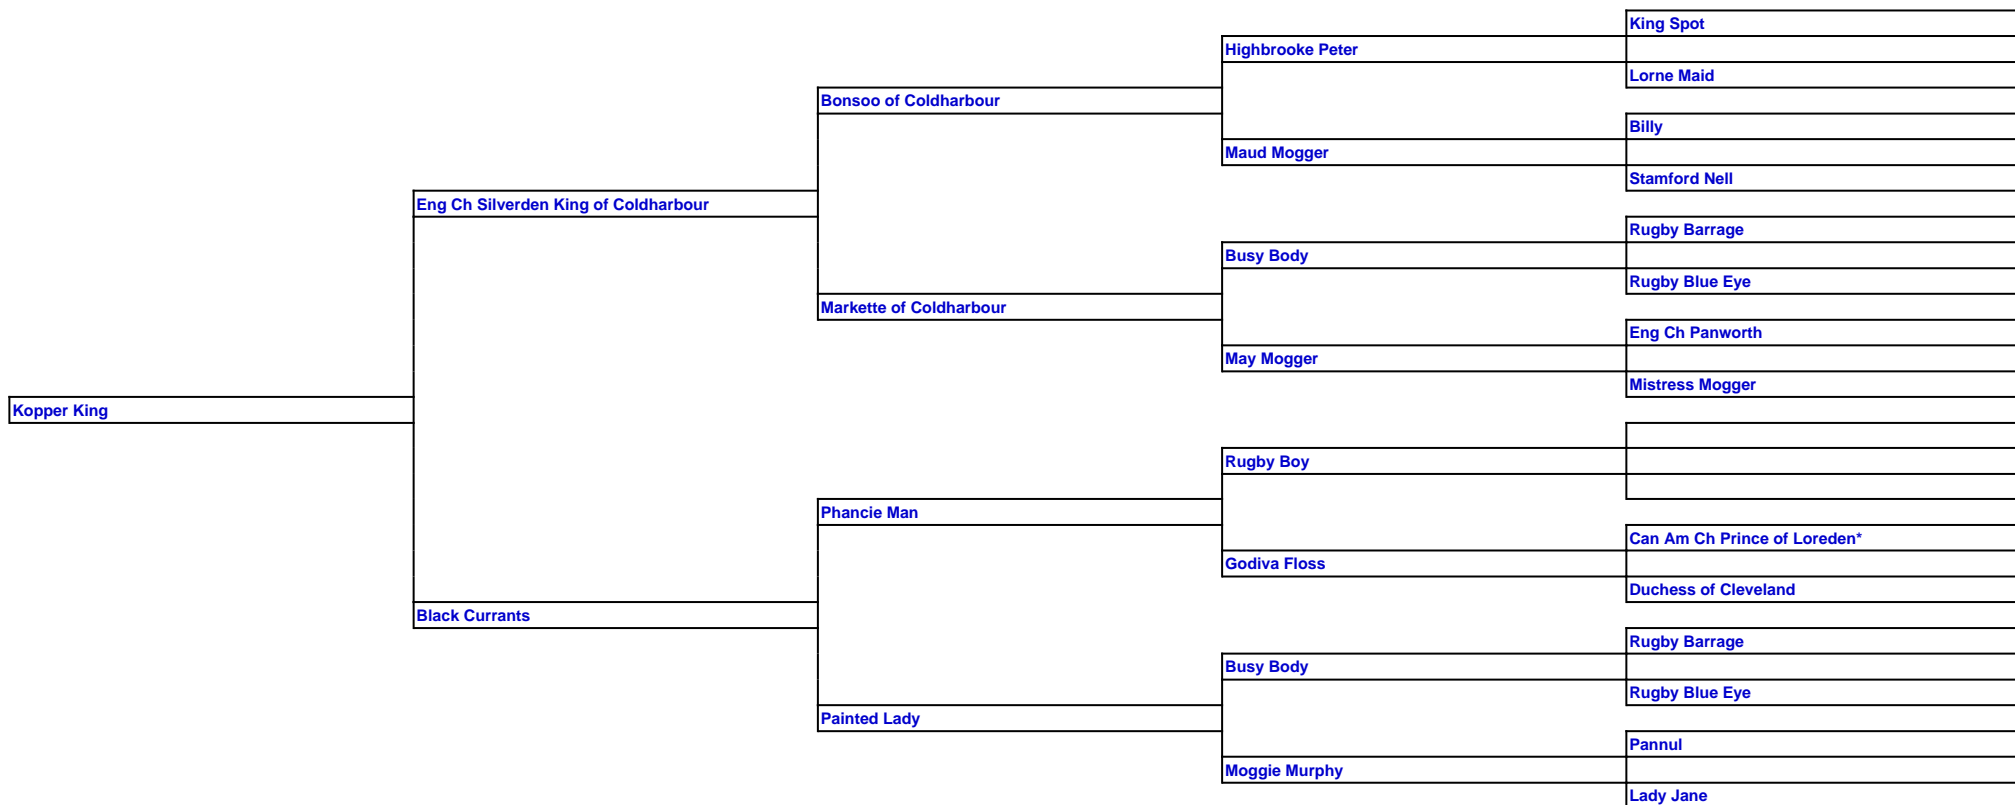 King Spot
Highbrooke Peter
Lorne Maid
Bonsoo of Coldharbour
Billy
Maud Mogger
Stamford Nell
Eng Ch Silverden King of Coldharbour
Rugby Barrage
Busy Body
Rugby Blue Eye
Markette of Coldharbour
Eng Ch Panworth
May Mogger
Mistress Mogger
Kopper King
Rugby Boy
Phancie Man
Can Am Ch Prince of Loreden*
Godiva Floss
Duchess of Cleveland
Black Currants
Rugby Barrage
Busy Body
Rugby Blue Eye
Painted Lady
Pannul
Moggie Murphy
Lady Jane